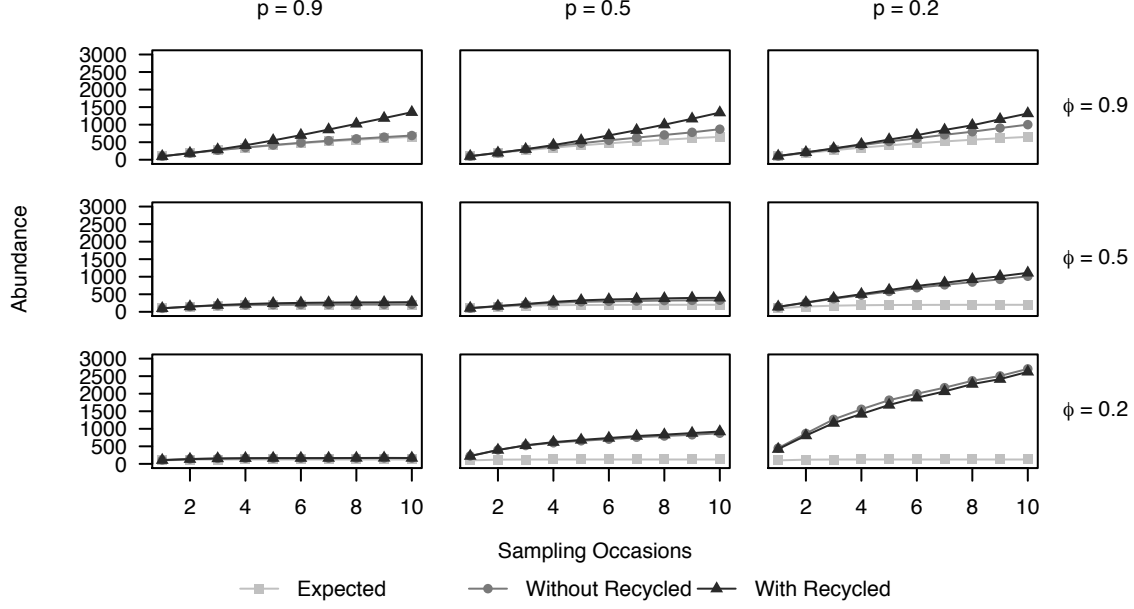 p = 0.9 p = 0.5 p = 0.2
3000
2500
2000
1500
1000
500
0
ϕ = 0.9
3000
2500
2000
1500
1000
500
0
ϕ = 0.5
Abundance
3000
2500
2000
1500
1000
500
0
ϕ = 0.2
2 4 6 8 10 2 4 6 8 10 2 4 6 8 10
Sampling Occasions
Expected Without Recycled With Recycled